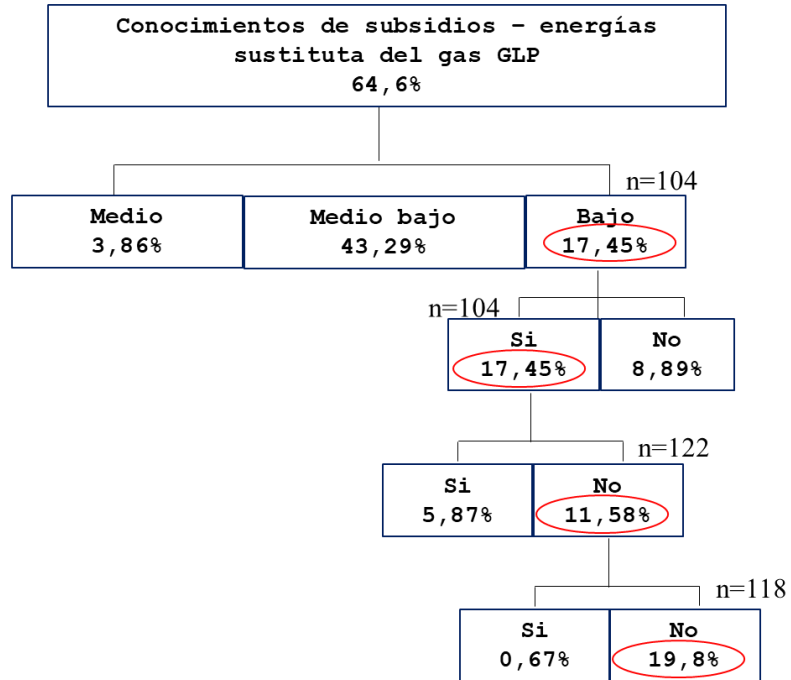 Conocimientos de subsidios – energías
sustituta del gas GLP
64,6%
n=104
Medio
3,86%
Medio bajo
43,29%
Bajo
17,45%
n=104
Si
17,45%
No
8,89%
n=122
Si
5,87%
No
11,58%
n=118
Si
0,67%
No
19,8%